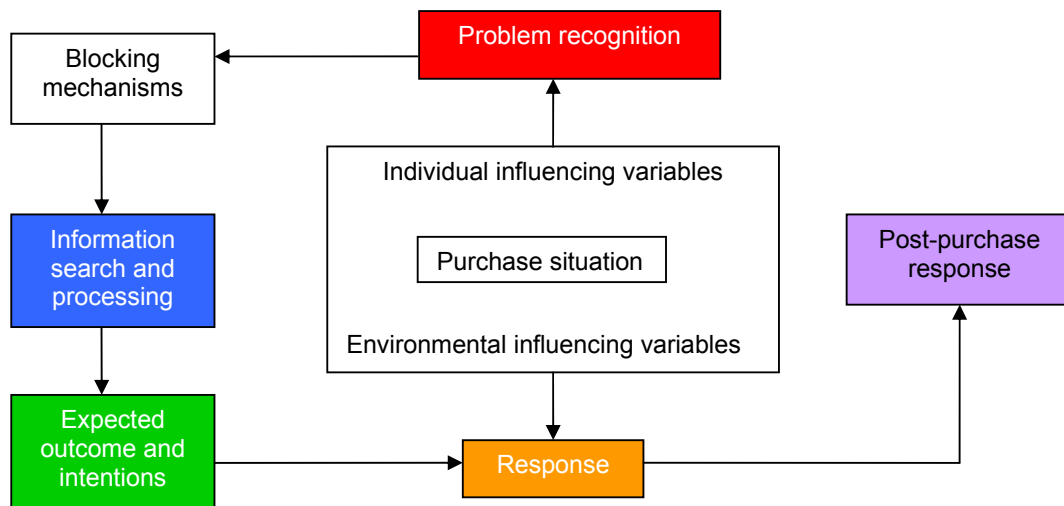 Problem recognition
Blocking
mechanisms
Individual influencing variables
Information
search and
processing
Purchase situation
Post-purchase
response
Environmental influencing variables
Expected
outcome and
intentions
Response